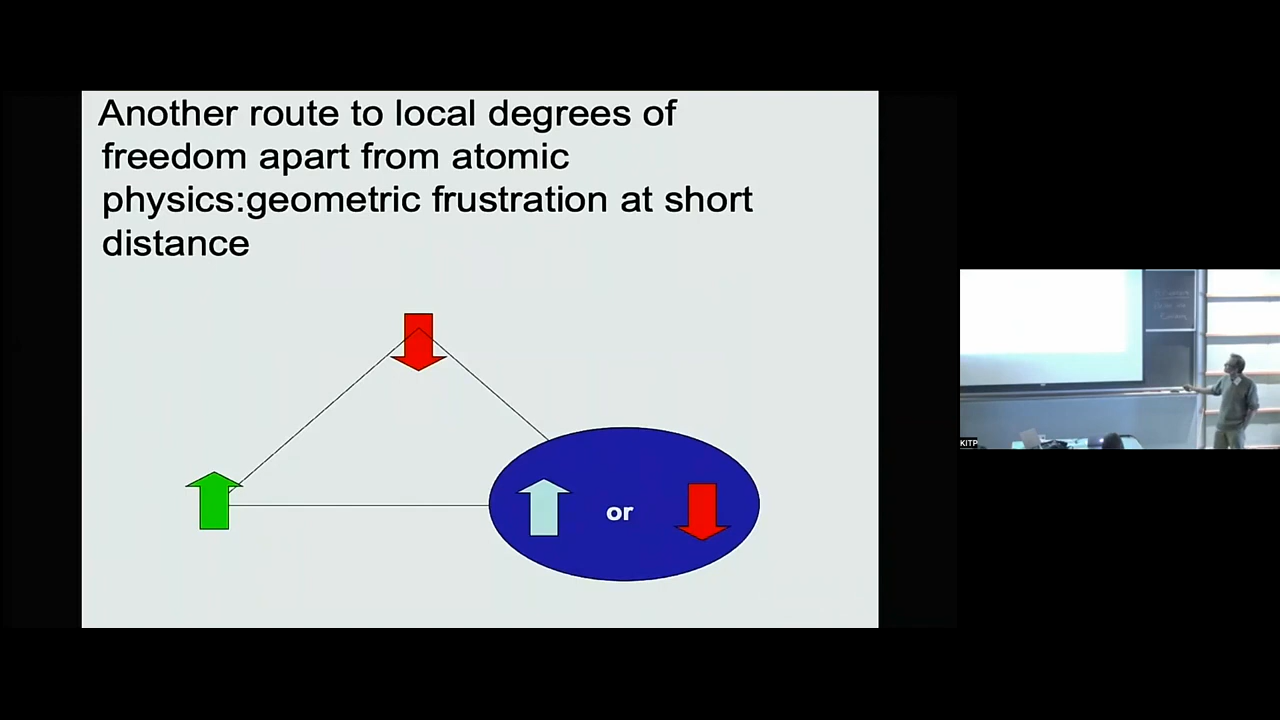 Another route to local degrees of
freedom apart from atomic
physics:geometric frustration at short
distance
or
KITP